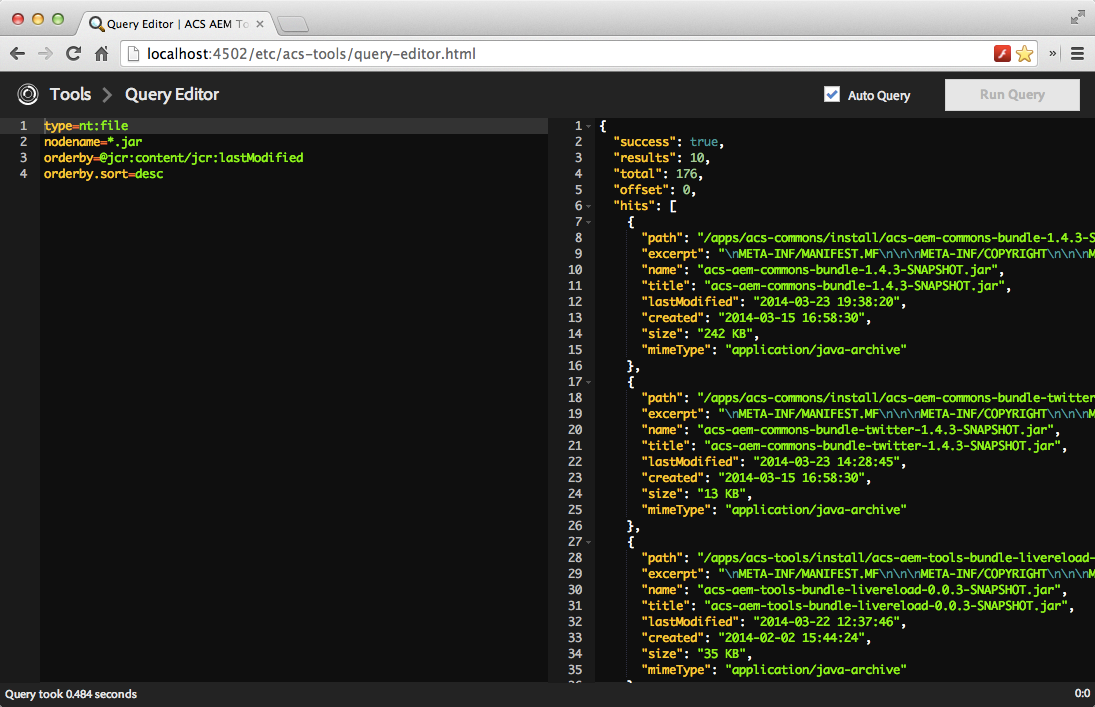 Query Editor | ACS AEM To
localhost:4502/etc/acs-tools/query-editor.html
Tools
Query Editor
Auto Query
Run Query
1 type=nt:file
2 nodename=*.jar
3 orderby=@jcr:content/jcr:lastModified
4 orderby.sort=desc
1 {
2 "success": true,
3 "results": 10,
4 "total": 176,
5 "offset": 0,
6 "hits": [
7 {
8 "path": "/apps/acs-commons/install/acs-aem-commons-bundle-1.4.3-S
9 "excerpt": "\nMETA-INF/MANIFEST.MF\n\n\nMETA-INF/COPYRIGHT\n\n\nM
10 "name": "acs-aem-commons-bundle-1.4.3-SNAPSHOT.jar",
11 "title": "acs-aem-commons-bundle-1.4.3-SNAPSHOT.jar",
12 "lastModified": "2014-03-23 19:38:20",
13 "created": "2014-03-15 16:58:30",
14 "size": "242 KB",
15 "mimeType": "application/java-archive"
16 },
17 {
18 "path": "/apps/acs-commons/install/acs-aem-commons-bundle-twitter
19 "excerpt": "\nMETA-INF/MANIFEST.MF\n\n\nMETA-INF/COPYRIGHT\n\n\nM
20 "name": "acs-aem-commons-bundle-twitter-1.4.3-SNAPSHOT.jar",
21 "title": "acs-aem-commons-bundle-twitter-1.4.3-SNAPSHOT.jar",
22 "lastModified": "2014-03-23 14:28:45",
23 "created": "2014-03-15 16:58:30",
24 "size": "13 KB",
25 "mimeType": "application/java-archive"
26 },
27 {
28 "path": "/apps/acs-tools/install/acs-aem-tools-bundle-livereload-
29 "excerpt": "\nMETA-INF/MANIFEST.MF\n\n\nMETA-INF/COPYRIGHT\n\n\nM
30 "name": "acs-aem-tools-bundle-livereload-0.0.3-SNAPSHOT.jar",
31 "title": "acs-aem-tools-bundle-livereload-0.0.3-SNAPSHOT.jar",
32 "lastModified": "2014-03-22 12:37:46",
33 "created": "2014-02-02 15:44:24",
34 "size": "35 KB",
35 "mimeType": "application/java-archive"
Query took 0.484 seconds
0:0